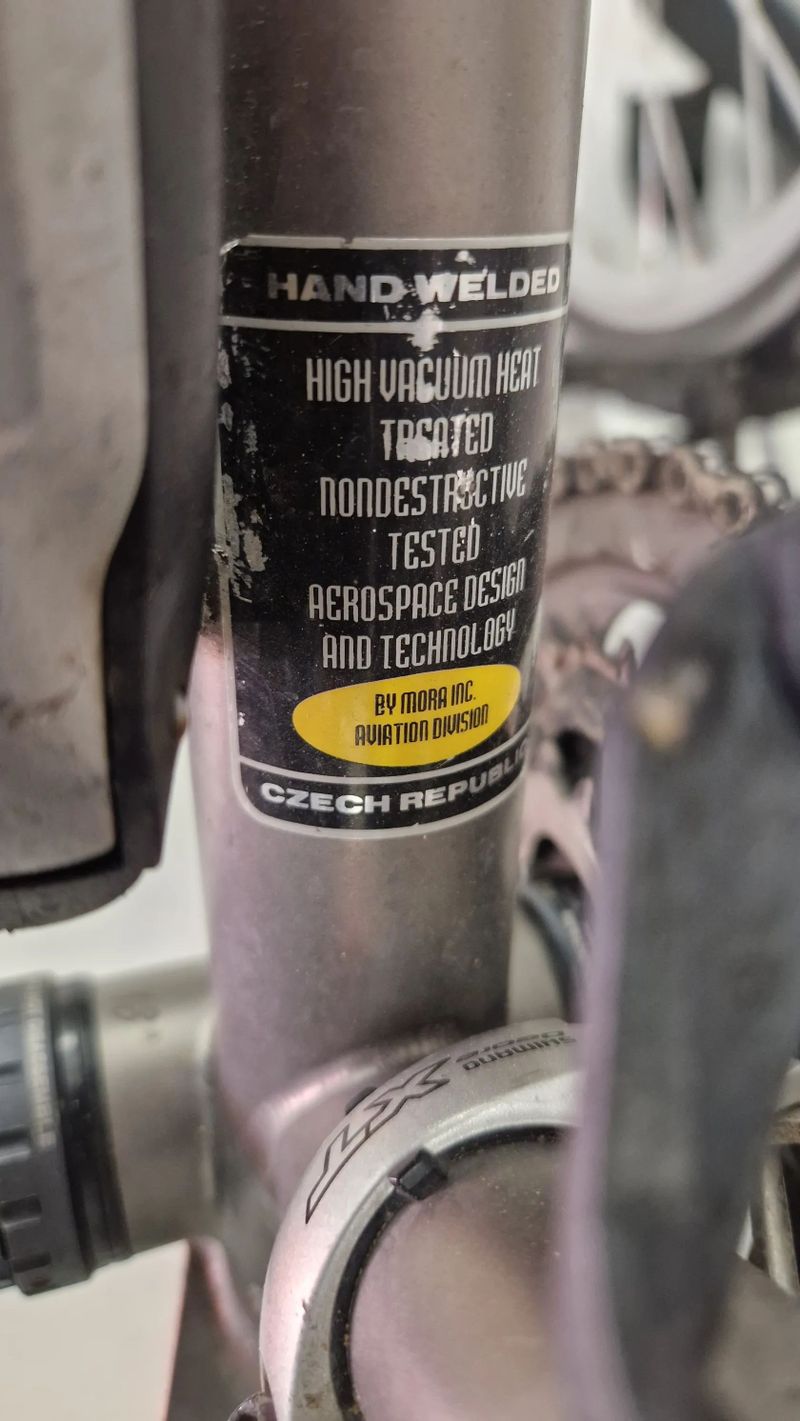 HAND WELDED
HIGH VACUUM HEAT
TREATED
NONDESTRUCTIVE
TESTED
AEROSPACE DESIGN
AND TECHNOLOGY
BY MORA INC.
AVIATION DIVISION
CZECH REPUBLIC
SHIMANO
DEORE
XT